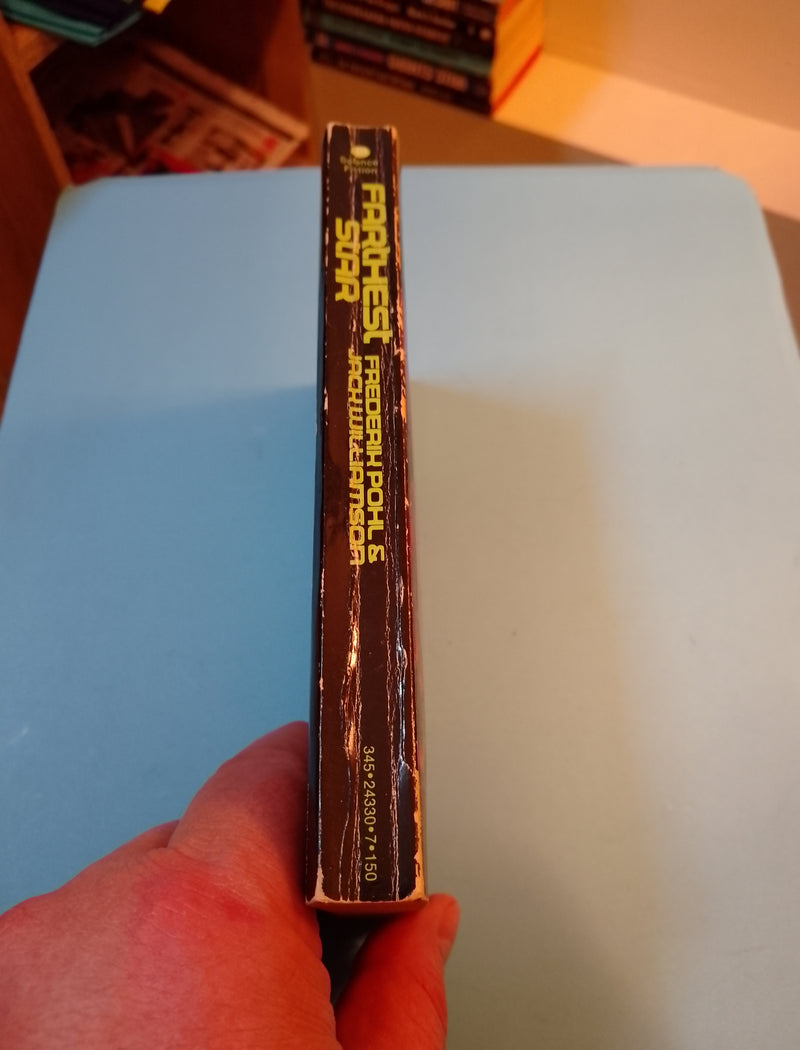 Science
Fiction
FARTHEST
STAR
FREDERIK POHL &
JACK WILLIAMSON
345•24330•7•150